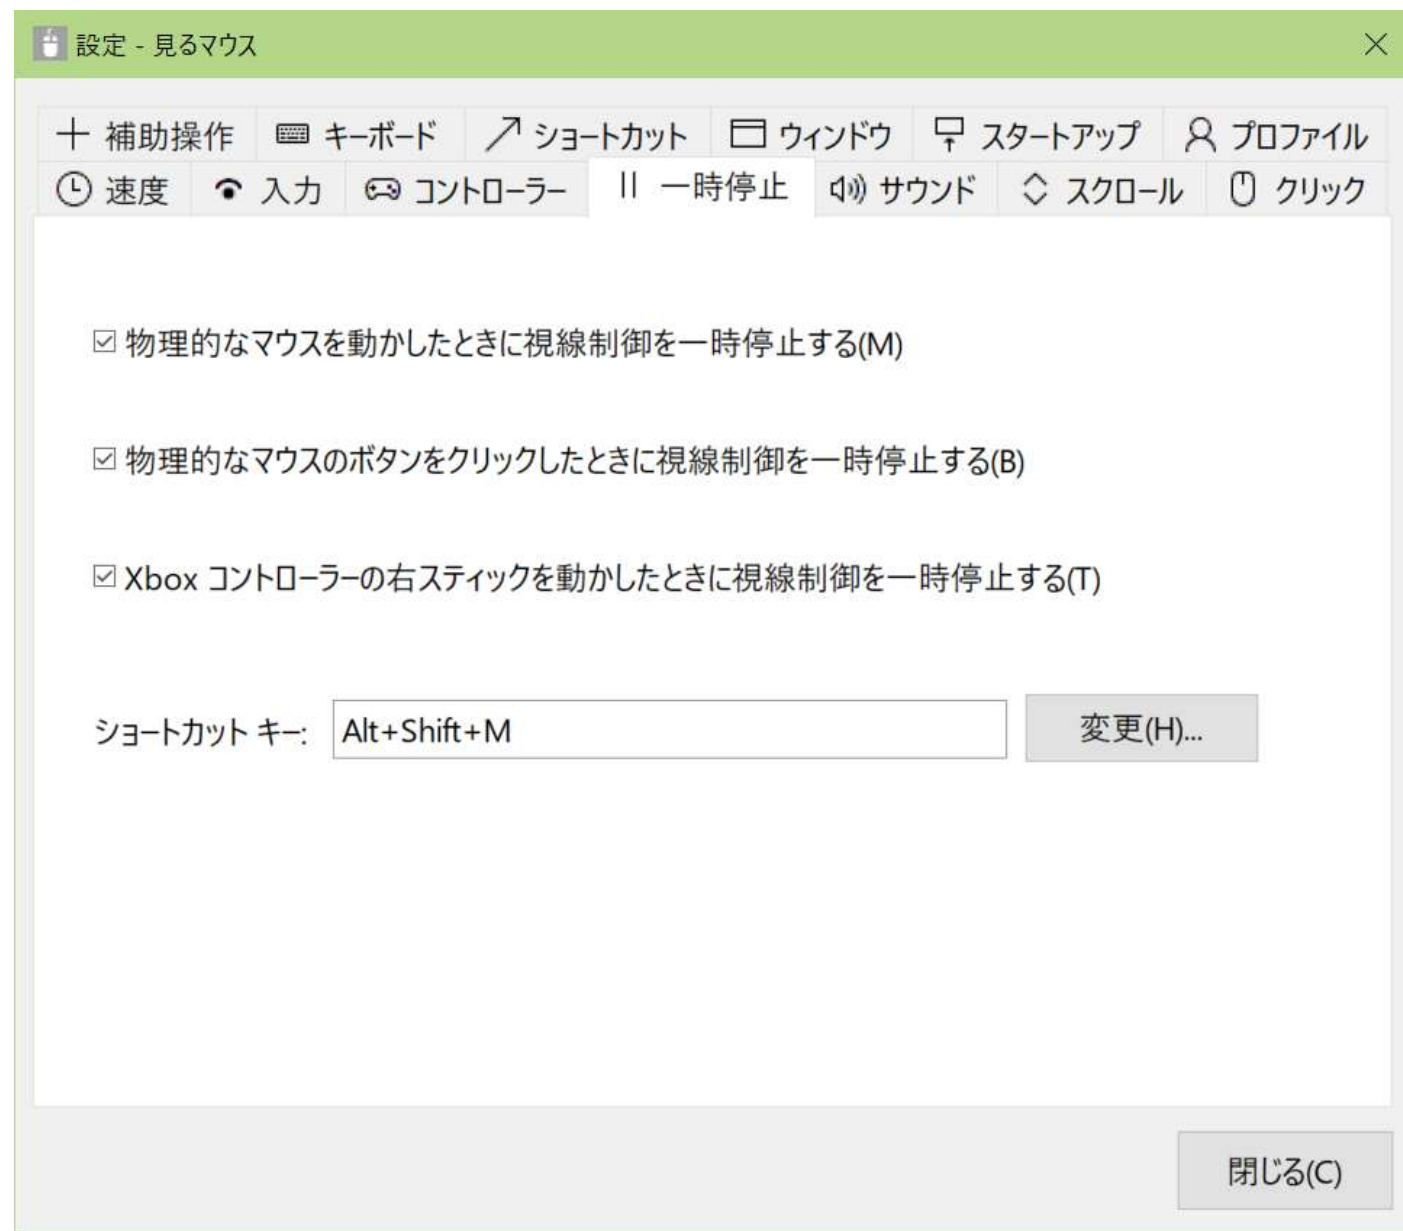 設定 - 見るマウス
補助操作 キーボード ショートカット ウィンドウ スタートアップ プロファイル
速度 入力 コントローラー 一時停止 サウンド スクロール クリック
物理的なマウスを動かしたときに視線制御を一時停止する(M)
物理的なマウスのボタンをクリックしたときに視線制御を一時停止する(B)
Xbox コントローラーの右スティックを動かしたときに視線制御を一時停止する(T)
ショートカット キー: Alt+Shift+M 変更(H)...
閉じる(C)